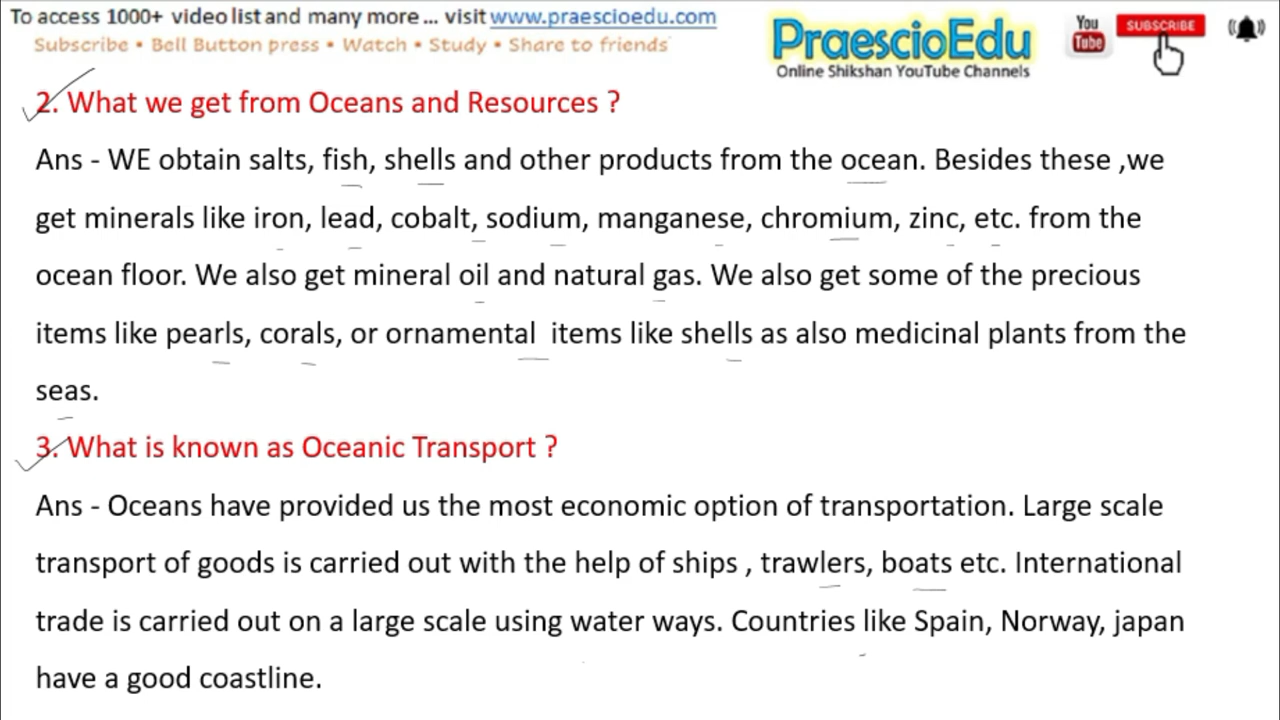 To access 1000+ video list and many more... visit www.praescioedu.com
Subscribe • Bell Button press • Watch • Study • Share to friends
PraescioEdu
Online Shikshan YouTube Channels
You
Tube
SUBSCRIBE
2. What we get from Oceans and Resources ?
Ans - WE obtain salts, fish, shells and other products from the ocean. Besides these ,we
get minerals like iron, lead, cobalt, sodium, manganese, chromium, zinc, etc. from the
ocean floor. We also get mineral oil and natural gas. We also get some of the precious
items like pearls, corals, or ornamental  items like shells as also medicinal plants from the
seas.
3. What is known as Oceanic Transport ?
Ans - Oceans have provided us the most economic option of transportation. Large scale
transport of goods is carried out with the help of ships , trawlers, boats etc. International
trade is carried out on a large scale using water ways. Countries like Spain, Norway, japan
have a good coastline.